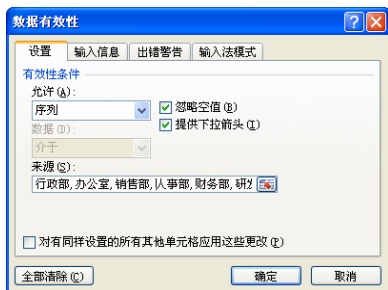 数据有效性
设置 输入信息 出错警告 输入法模式
有效性条件
允许(A):
序列
忽略空值(B)
数据(D):
提供下拉箭头(I)
介于
来源(S):
行政部,办公室,销售部,人事部,财务部,研发
对有同样设置的所有其他单元格应用这些更改(P)
全部清除(C) 确定 取消